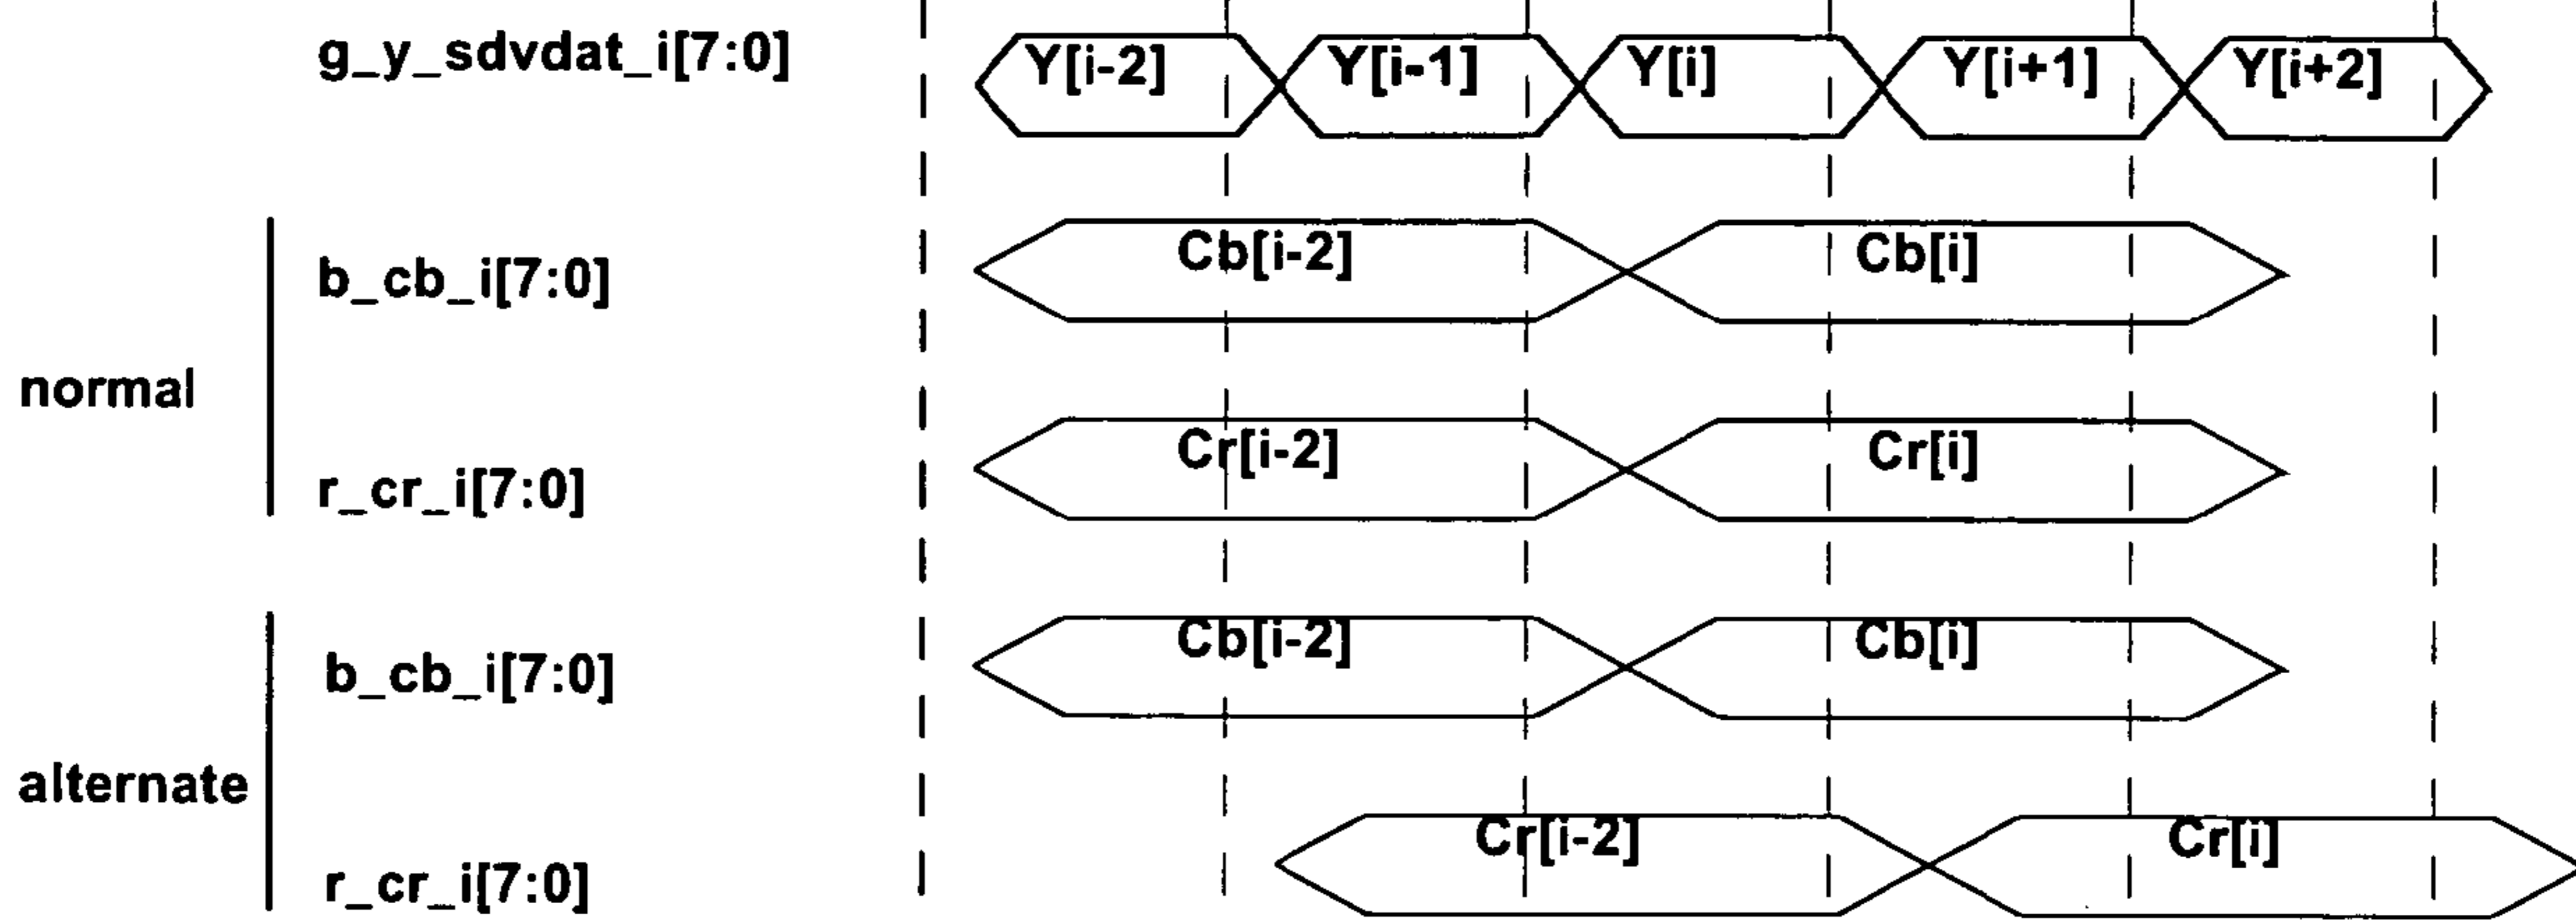 g_y_sdvdat_i[7:0] Y[i-2] Y[i-1] Y[i] Y[i+1] Y[i+2]
b_cb_i[7:0] Cb[i-2] Cb[i]
normal
r_cr_i[7:0] Cr[i-2] Cr[i]
b_cb_i[7:0] Cb[i-2] Cb[i]
alternate
r_cr_i[7:0] Cr[i-2] Cr[i]